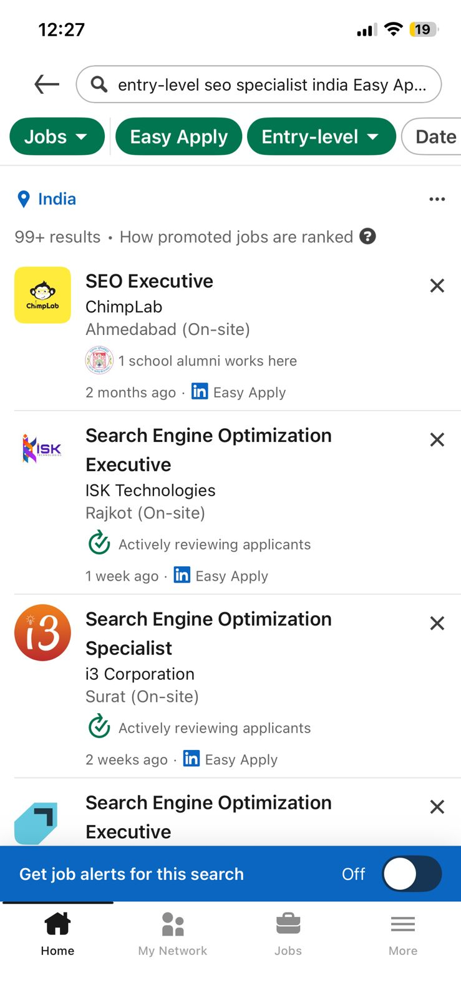 12:27
19
entry-level seo specialist india Easy Ap...
Jobs
Easy Apply
Entry-level
Date
India
99+ results • How promoted jobs are ranked
ChimpLab
SEO Executive
ChimpLab
Ahmedabad (On-site)
1 school alumni works here
2 months ago · in Easy Apply
ISK
TECHNOLOGIES
Search Engine Optimization
Executive
ISK Technologies
Rajkot (On-site)
Actively reviewing applicants
1 week ago · in Easy Apply
i3
Search Engine Optimization
Specialist
i3 Corporation
Surat (On-site)
Actively reviewing applicants
2 weeks ago · in Easy Apply
Search Engine Optimization
Executive
Get job alerts for this search
Off
Home
My Network
Jobs
More